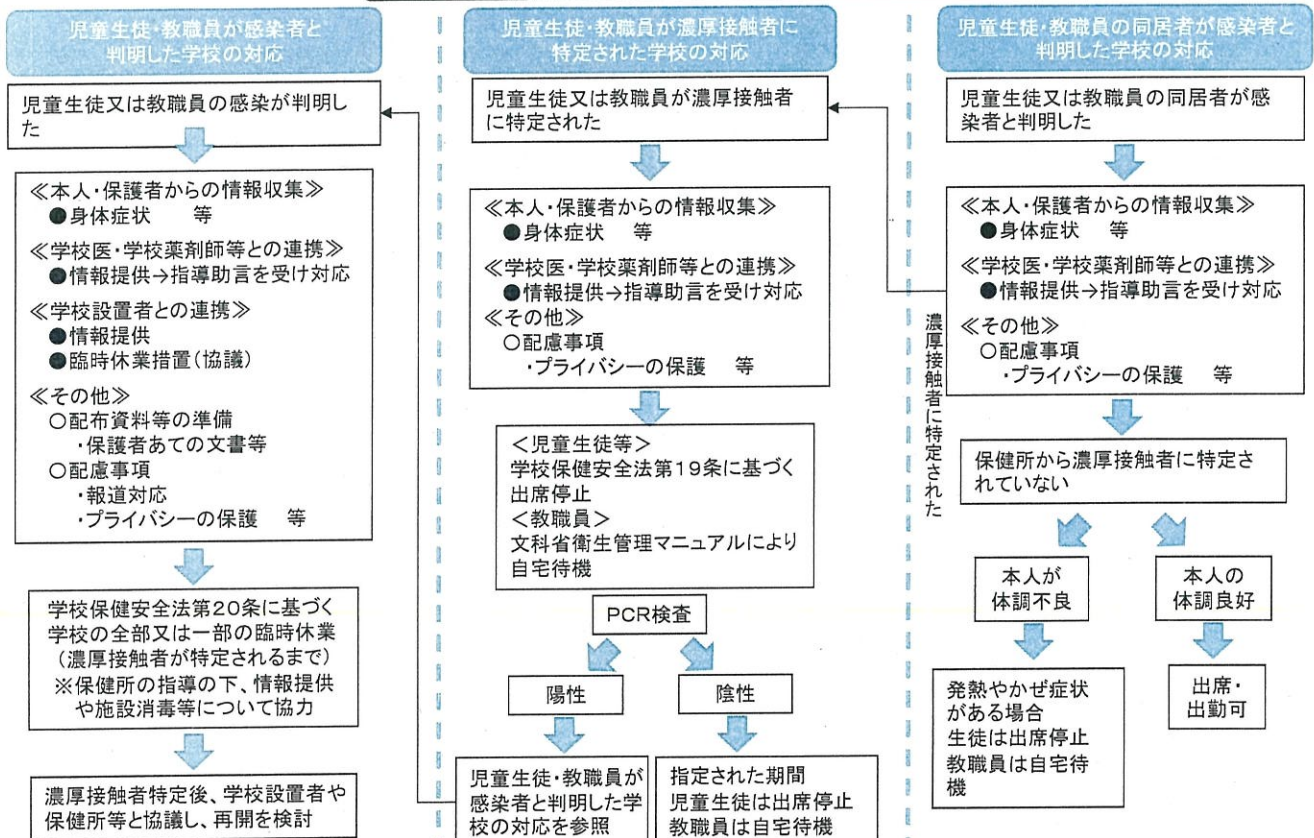 児童生徒・教職員が感染者と
判明した学校の対応
児童生徒又は教職員の感染が判明し
た
≪本人・保護者からの情報収集≫
●身体症状　等
≪学校医・学校薬剤師等との連携≫
●情報提供→指導助言を受け対応
≪学校設置者との連携≫
●情報提供
●臨時休業措置(協議)
≪その他≫
〇配布資料等の準備
・保護者あての文書等
〇配慮事項
・報道対応
・プライバシーの保護　等
学校保健安全法第20条に基づく
学校の全部又は一部の臨時休業
(濃厚接触者が特定されるまで)
※保健所の指導の下、情報提供
や施設消毒等について協力
濃厚接触者特定後、学校設置者や
保健所等と協議し、再開を検討
児童生徒・教職員が濃厚接触者に
特定された学校の対応
児童生徒又は教職員が濃厚接触者
に特定された
≪本人・保護者からの情報収集≫
●身体症状　等
≪学校医・学校薬剤師等との連携≫
●情報提供→指導助言を受け対応
≪その他≫
〇配慮事項
・プライバシーの保護　等
＜児童生徒等＞
学校保健安全法第19条に基づく
出席停止
＜教職員＞
文科省衛生管理マニュアルにより
自宅待機
PCR検査
陽性
陰性
児童生徒・教職員が
感染者と判明した学
校の対応を参照
指定された期間
児童生徒は出席停止
教職員は自宅待機
児童生徒・教職員の同居者が感染者と
判明した学校の対応
児童生徒又は教職員の同居者が感
染者と判明した
≪本人・保護者からの情報収集≫
●身体症状　等
≪学校医・学校薬剤師等との連携≫
●情報提供→指導助言を受け対応
≪その他≫
〇配慮事項
・プライバシーの保護　等
濃厚接触者に特定された
保健所から濃厚接触者に特定さ
れていない
本人が
体調不良
本人の
体調良好
発熱やかぜ症状
がある場合
生徒は出席停止
教職員は自宅待
機
出席・
出勤可